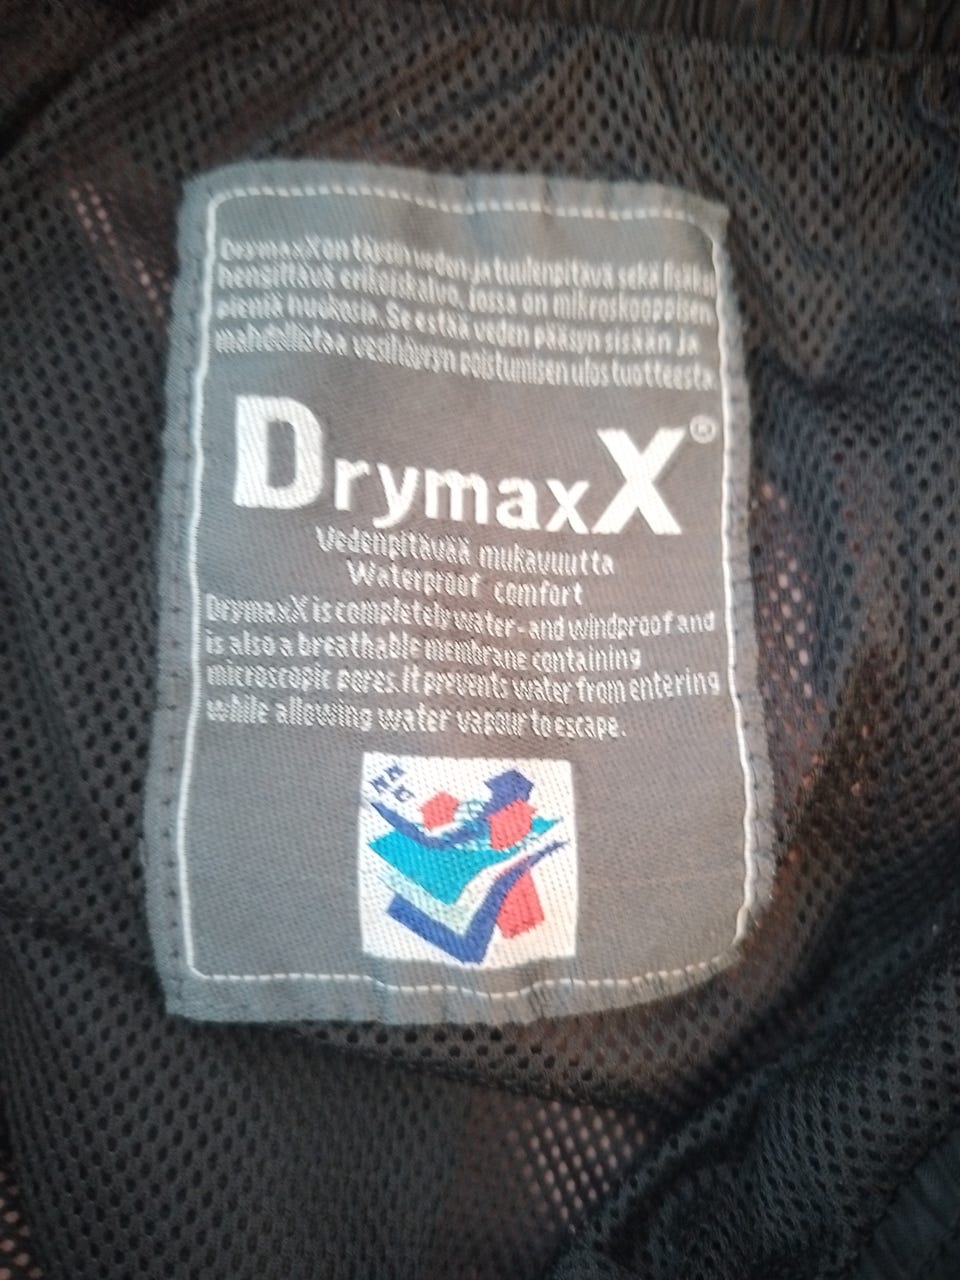 DrymaxX on täysin veden- ja tuulenpitävä sekä lisäksi
hengittävä erikoiskalvo, jossa on mikroskooppisen
pieniä huokosia. Se estää veden pääsyn sisään ja
mahdollistaa vesihöyryn poistumisen ulos tuotteesta.
DrymaxX®
Vedenpitävää mukavuutta
Waterproof comfort
DrymaxX is completely water- and windproof and
is also a breathable membrane containing
microscopic pores. It prevents water from entering
while allowing water vapour to escape.